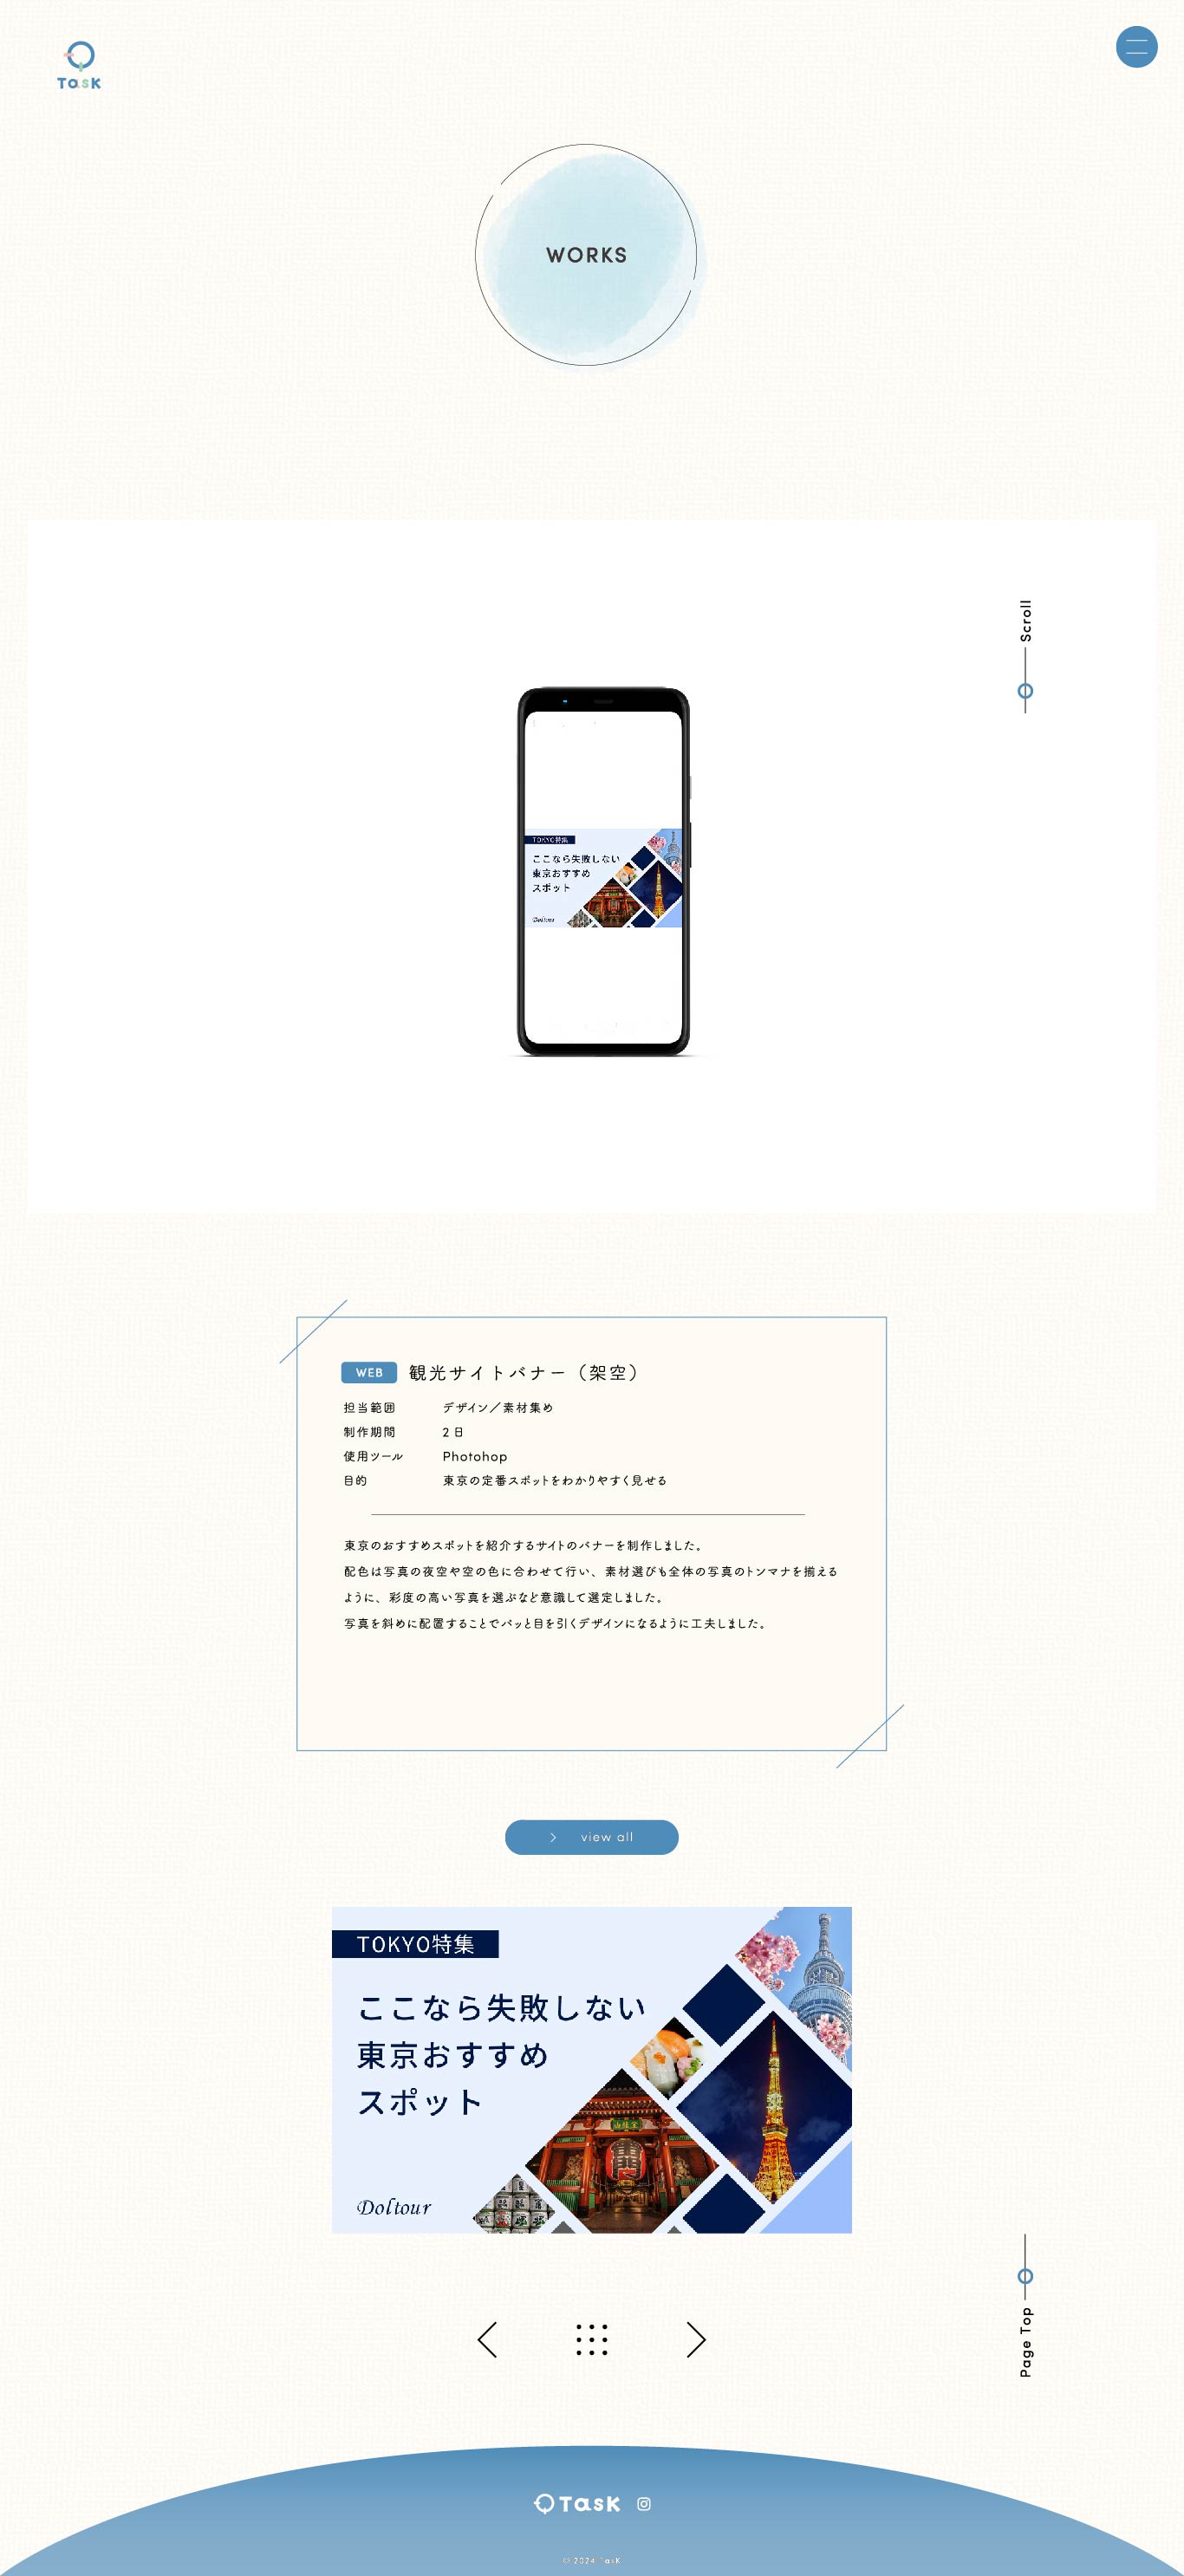 Task
WORKS
Scroll
TOKYO特集
ここなら失敗しない
東京おすすめ
スポット
Doltour
WEB 観光サイトバナー（架空）
担当範囲 デザイン／素材集め
制作期間 2日
使用ツール Photohop
目的 東京の定番スポットをわかりやすく見せる
東京のおすすめスポットを紹介するサイトのバナーを制作しました。
配色は写真の夜空や空の色に合わせて行い、素材選びも全体の写真のトンマナを揃える
ように、彩度の高い写真を選ぶなど意識して選定しました。
写真を斜めに配置することでパッと目を引くデザインになるように工夫しました。
view all
TOKYO特集
ここなら失敗しない
東京おすすめ
スポット
Doltour
Page Top
Task
© 2024 TasK